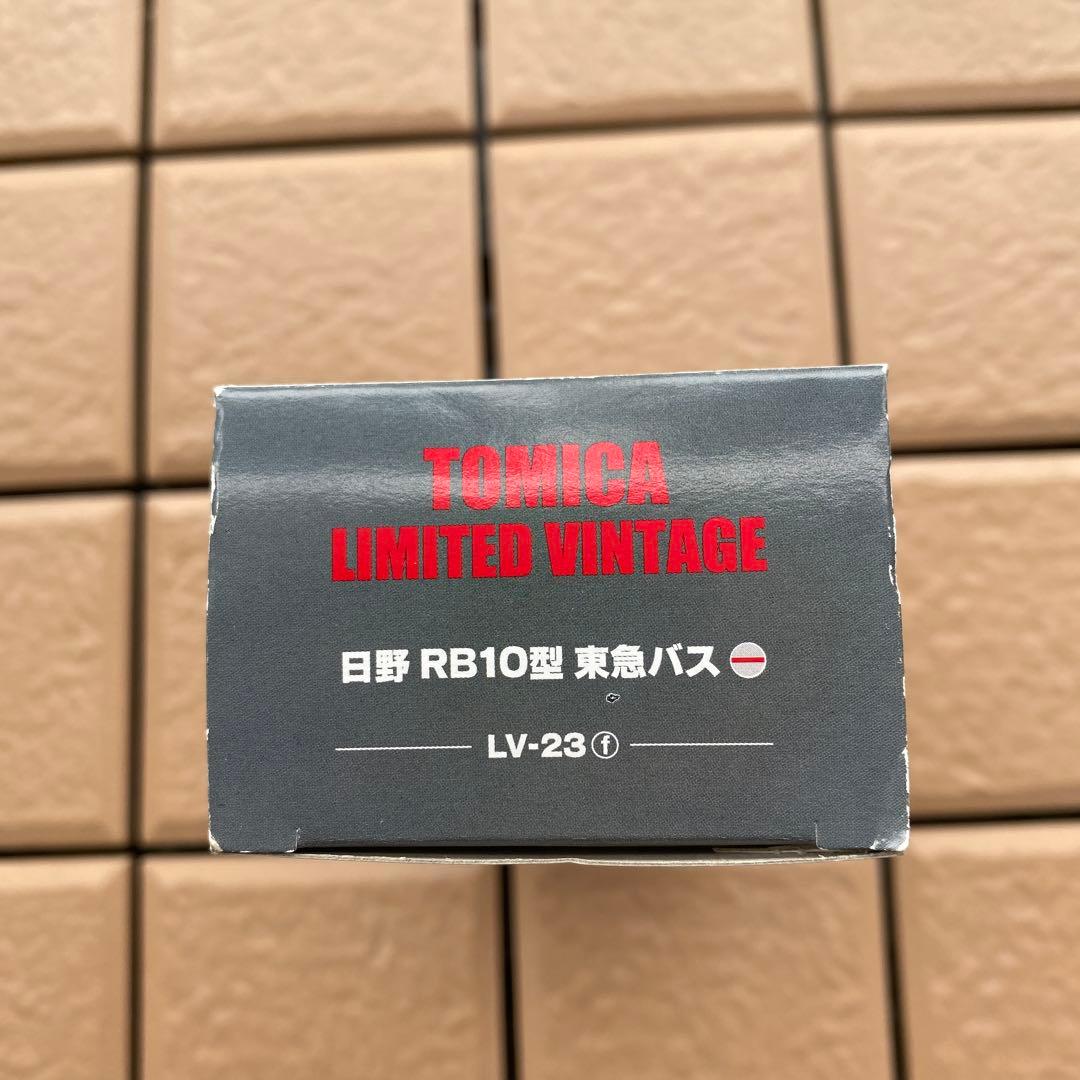 TOMICA
LIMITED VINTAGE
日野 RB10型 東急バス
LV-23 ⓕ